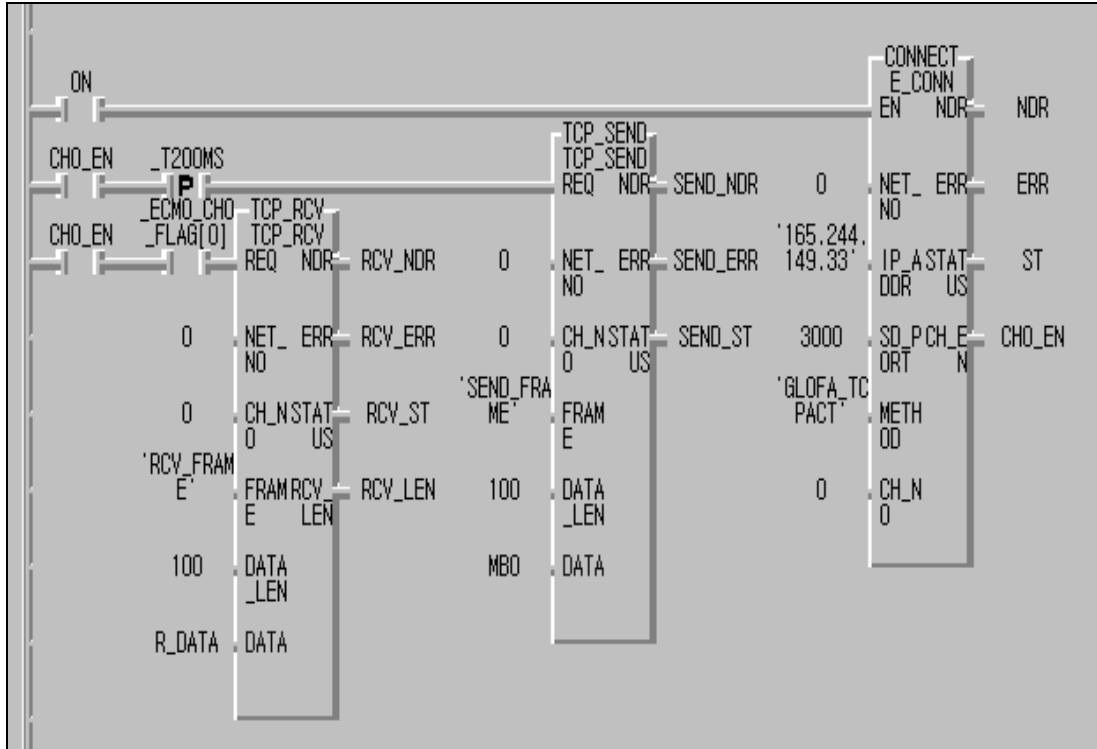 ON
CONNECT
E_CONN
EN NDR NDR
CH0_EN _T200MS
P
TCP_SEND
TCP_SEND
REQ NDR SEND_NDR
0 NET_ ERR ERR
NO
CH0_EN _ECM0_CH0
_FLAG[0]
TCP_RCV
TCP_RCV
REQ NDR RCV_NDR
0 NET_ ERR SEND_ERR
NO
'165.244.
149.33' IP_A STAT ST
DDR US
0 NET_ ERR RCV_ERR
NO
0 CH_N STAT SEND_ST
O US
3000 SD_P CH_E CH0_EN
ORT N
0 CH_N STAT RCV_ST
O US
'SEND_FRA
ME' FRAM
E
'GLOFA_TC
PACT' METH
OD
'RCV_FRAM
E' FRAM RCV_ RCV_LEN
E LEN
100 DATA
_LEN
0 CH_N
O
100 DATA
_LEN
MB0 DATA
R_DATA DATA